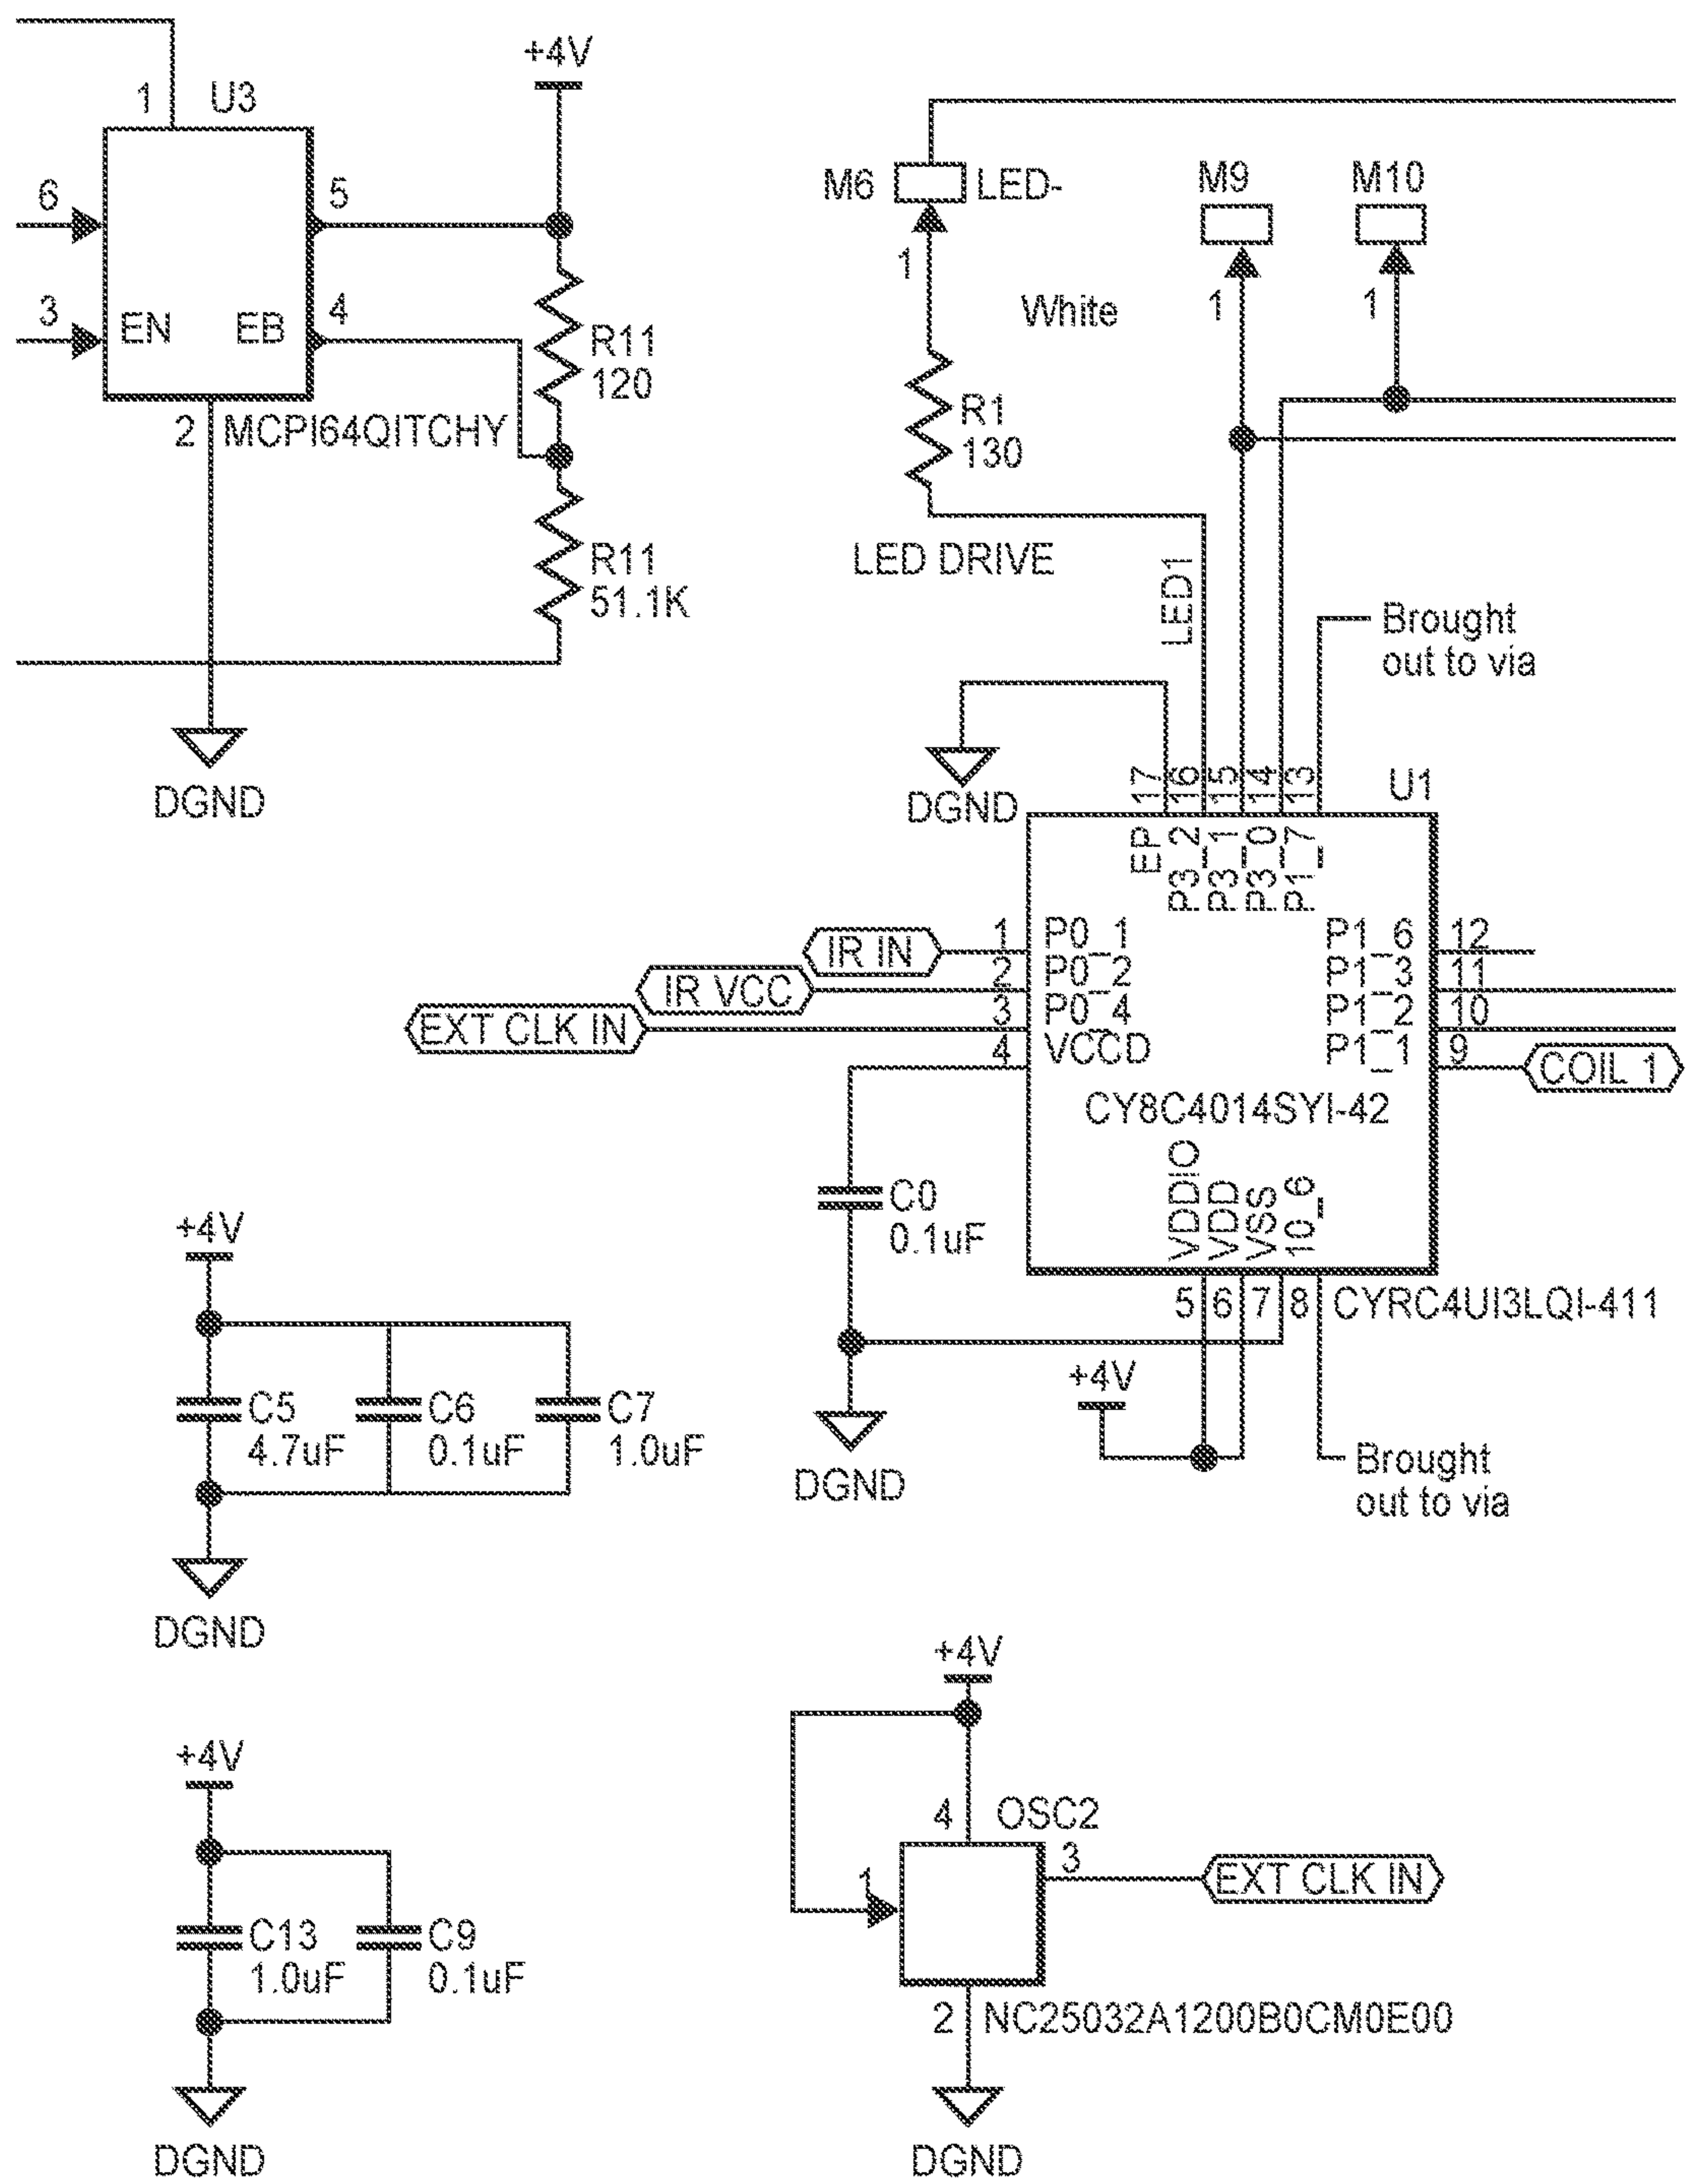 1
U3
+4V
6
5
3
EN
EB
4
R11
120
2
MCPI64QITCHY
R11
51.1K
DGND
M6
LED-
M9
M10
1
White
1
1
R1
130
LED DRIVE
LED1
Brought
out to via
DGND
17
16
15
14
13
U1
EP
P3_2
P3_1
P3_0
P1_7
IR IN
1
P0_1
P1_6
12
IR VCC
2
P0_2
P1_3
11
EXT CLK IN
3
P0_4
P1_2
10
4
VCCD
P1_1
9
COIL 1
CY8C4014SYI-42
VDDIO
VDD
VSS
10_6
C0
0.1uF
5
6
7
8
CYRC4UI3LQI-411
+4V
DGND
Brought
out to via
+4V
C5
4.7uF
C6
0.1uF
C7
1.0uF
DGND
+4V
C13
1.0uF
C9
0.1uF
DGND
+4V
4
OSC2
1
3
EXT CLK IN
2
NC25032A1200B0CM0E00
DGND